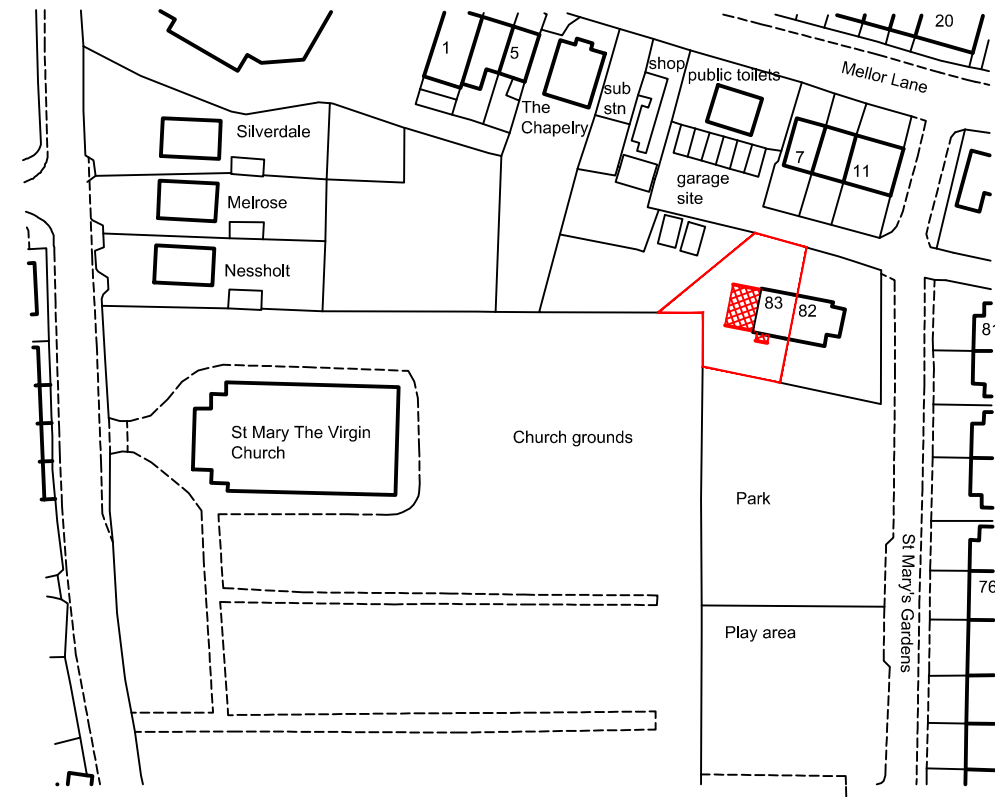 20
1
5
shop
public toilets
Mellor Lane
sub
stn
The
Chapelry
Silverdale
7
11
garage
site
Melrose
Nessholt
83
82
81
St Mary The Virgin
Church
Church grounds
Park
St Mary's Gardens
76
Play area